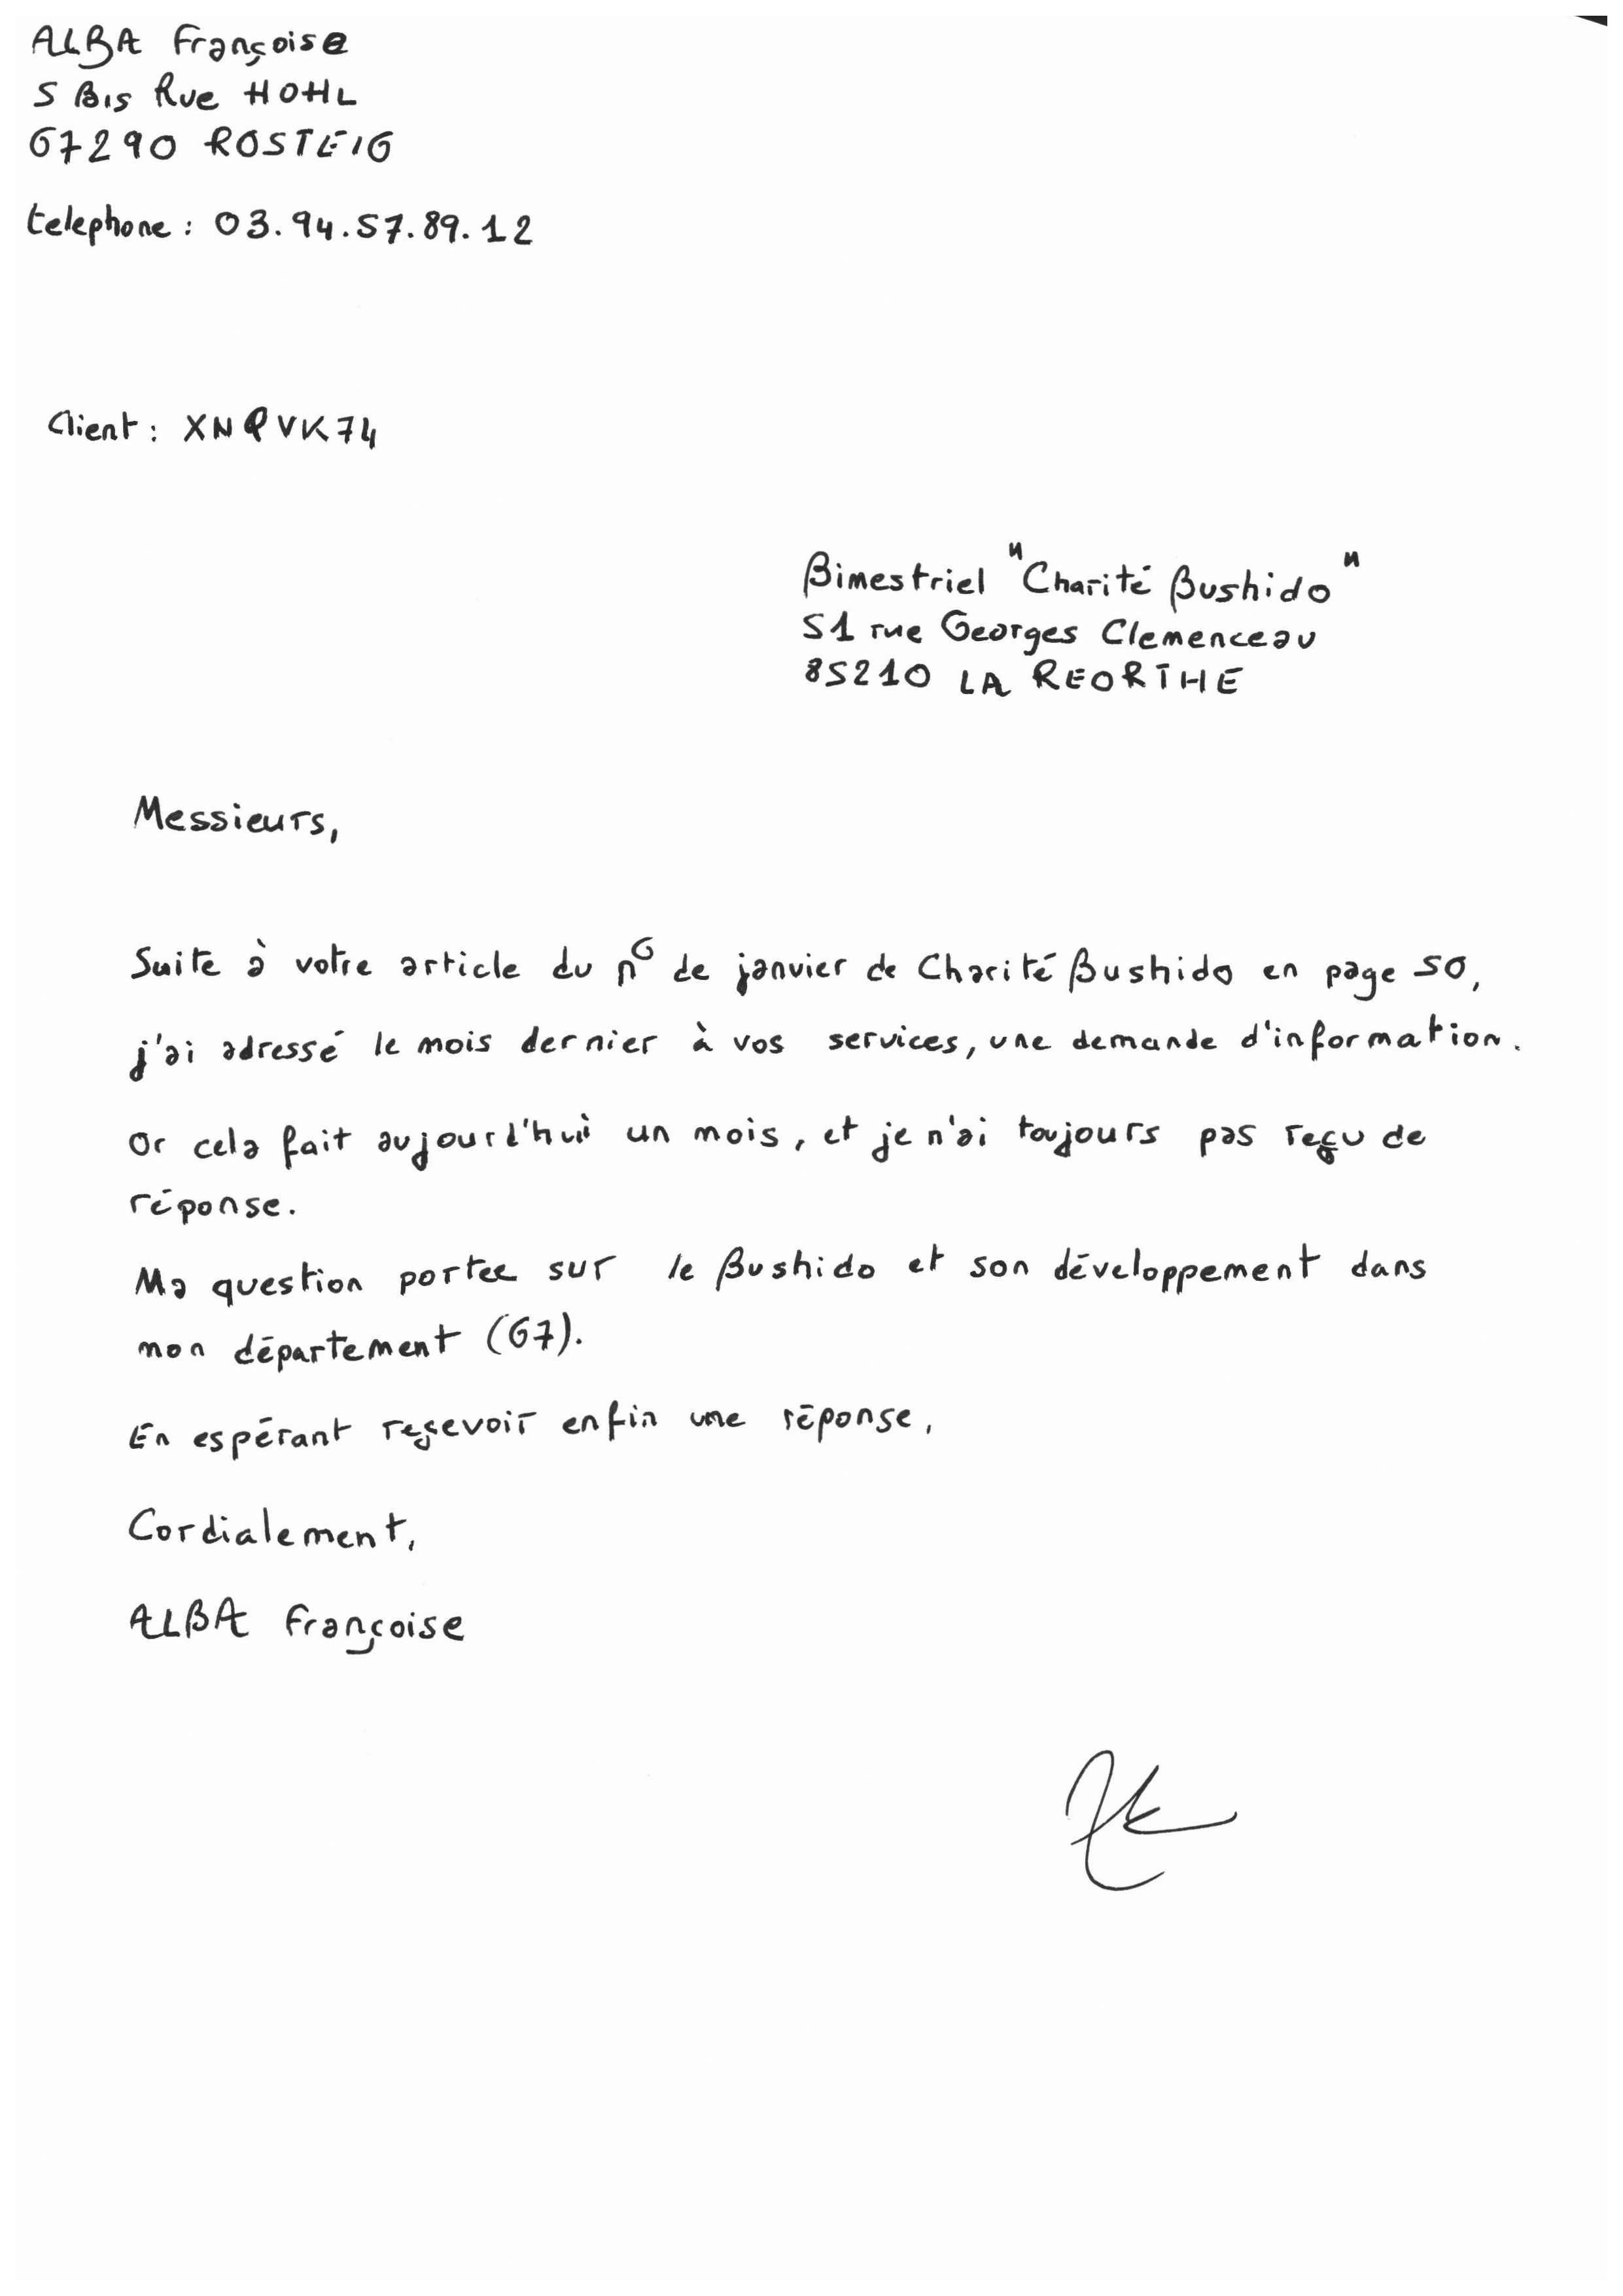 ALBA Françoise
5 Bis Rue HOHL
67290 ROSTEIG
telephone : 03.94.57.89.12
Client : XNQVK74
Bimestriel "Charité Bushido"
51 rue Georges Clemenceau
85210 LA REORTHE
Messieurs,
Suite à votre article du n° de janvier de Charité Bushido en page 50,
j'ai adressé le mois dernier à vos services, une demande d'information.
Or cela fait aujourd'hui un mois, et je n'ai toujours pas reçu de
réponse.
Ma question portee sur le Bushido et son développement dans
mon département (67).
En espérant reçevoir enfin une réponse,
Cordialement,
ALBA Françoise